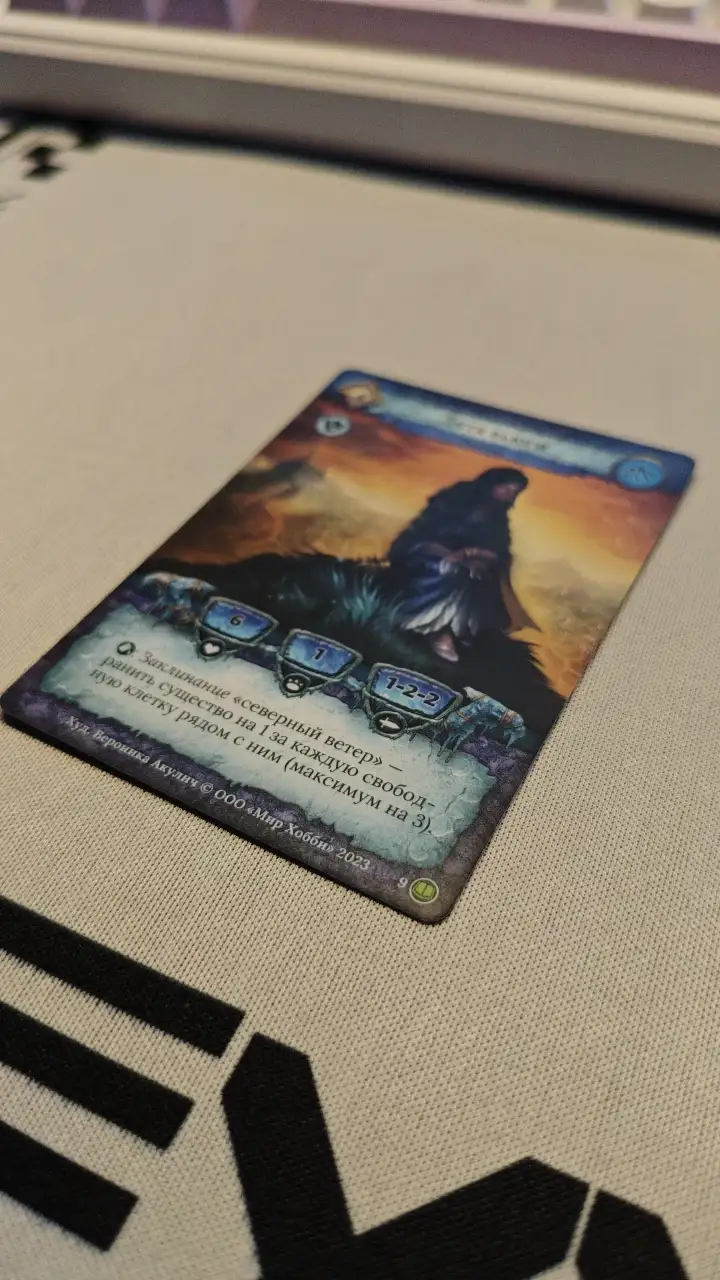 6
1
1-2-2
Заклинание «северный ветер» –
ранить существо на 1 за каждую свобод-
ную клетку рядом с ним (максимум на 3).
Худ. Вероника Акулич © ООО «Мир Хобби» 2023
9